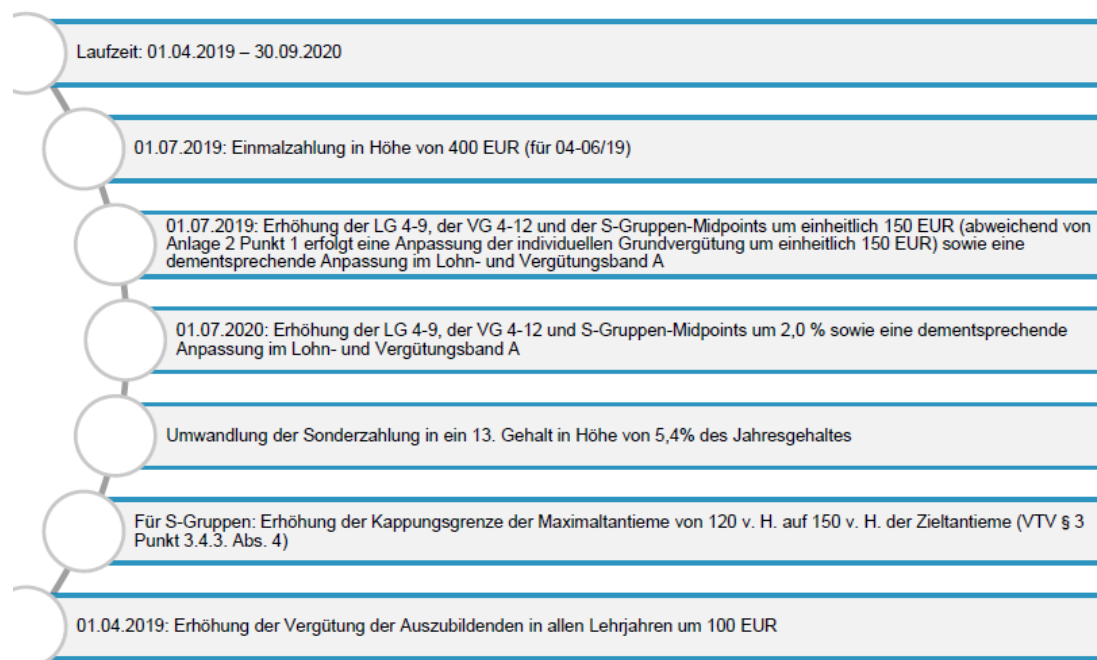 Laufzeit: 01.04.2019 – 30.09.2020
01.07.2019: Einmalzahlung in Höhe von 400 EUR (für 04-06/19)
01.07.2019: Erhöhung der LG 4-9, der VG 4-12 und der S-Gruppen-Midpoints um einheitlich 150 EUR (abweichend von
Anlage 2 Punkt 1 erfolgt eine Anpassung der individuellen Grundvergütung um einheitlich 150 EUR) sowie eine
dementsprechende Anpassung im Lohn- und Vergütungsband A
01.07.2020: Erhöhung der LG 4-9, der VG 4-12 und S-Gruppen-Midpoints um 2,0 % sowie eine dementsprechende
Anpassung im Lohn- und Vergütungsband A
Umwandlung der Sonderzahlung in ein 13. Gehalt in Höhe von 5,4% des Jahresgehaltes
Für S-Gruppen: Erhöhung der Kappungsgrenze der Maximaltantieme von 120 v. H. auf 150 v. H. der Zieltantieme (VTV § 3
Punkt 3.4.3. Abs. 4)
01.04.2019: Erhöhung der Vergütung der Auszubildenden in allen Lehrjahren um 100 EUR